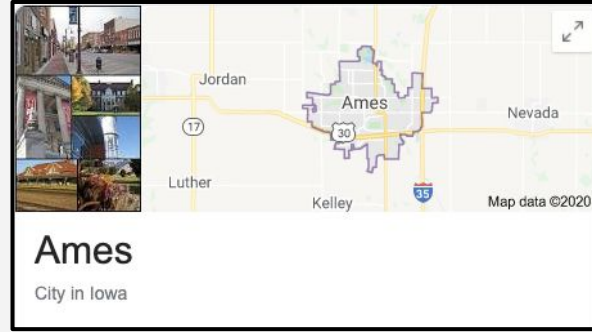 Jordan
Ames
Nevada
17
30
Luther
35
Kelley
Map data ©2020
Ames
City in Iowa